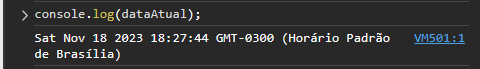 console.log(dataAtual);
Sat Nov 18 2023 18:27:44 GMT-0300 (Horário Padrão VM501:1
de Brasília)